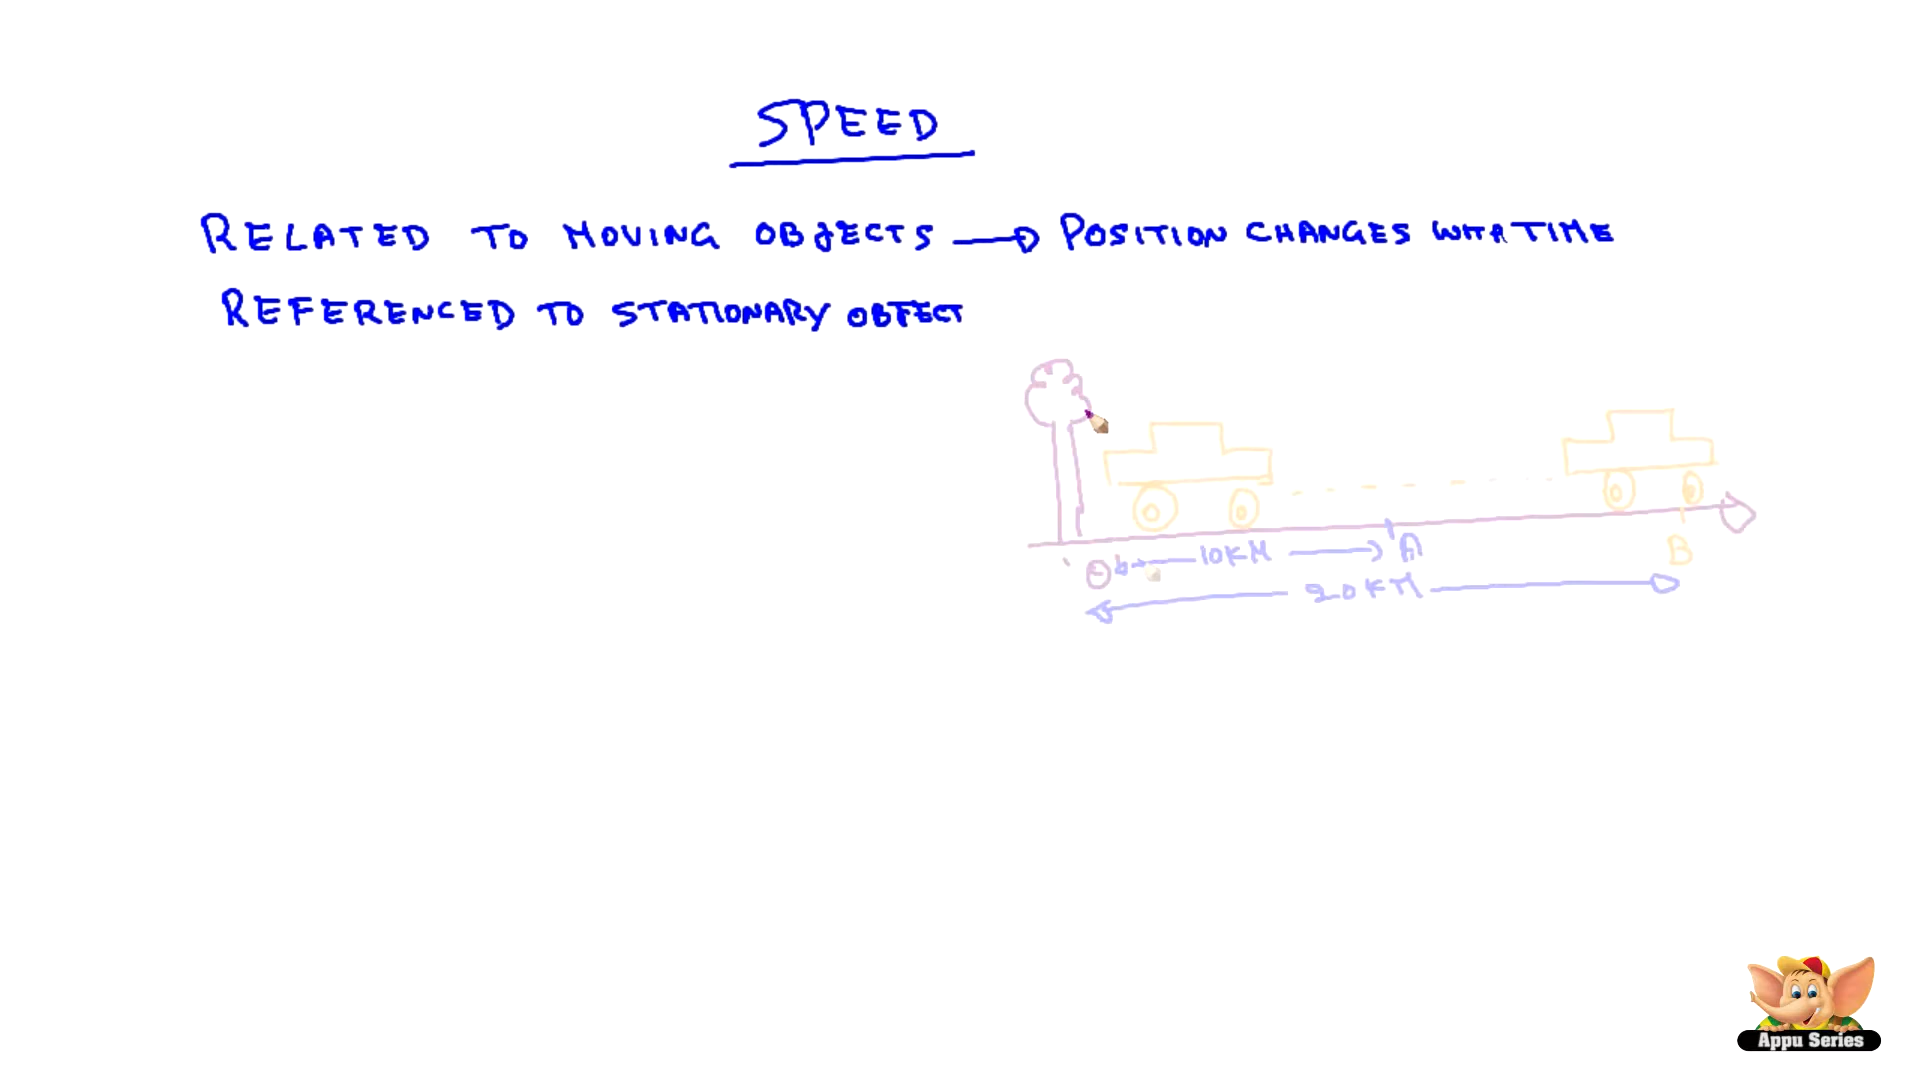 SPEED
RELATED TO MOVING OBJECTS → POSITION CHANGES WITH TIME
REFERENCED TO STATIONARY OBJECT
10KM A
B
20KM
Appu Series